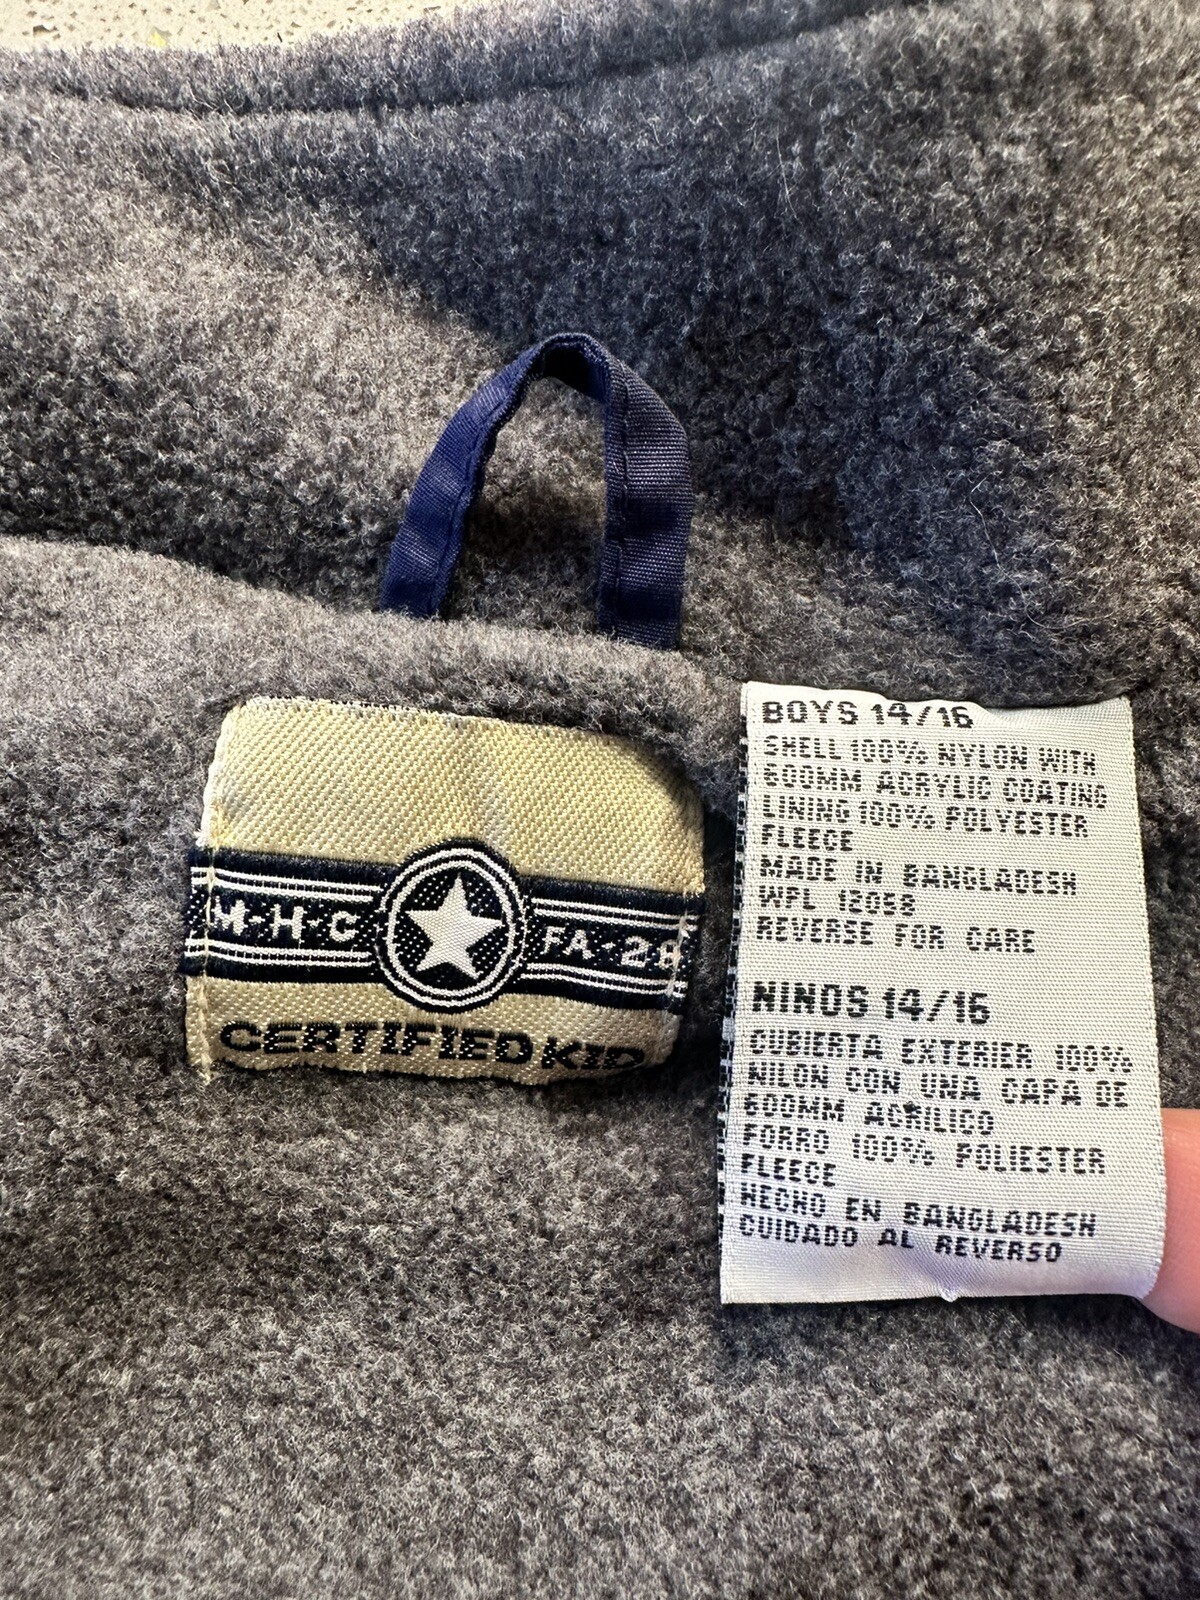 M-H-C
FA-28
CERTIFIED KID
BOYS 14/16
SHELL 100% NYLON WITH
600MM ACRYLIC COATING
LINING 100% POLYESTER
FLEECE
MADE IN BANGLADESH
WPL 12058
REVERSE FOR CARE
NINOS 14/16
CUBIERTA EXTERIER 100%
NILON CON UNA CAPA DE
600MM ACRILICO
FORRO 100% POLIESTER
FLEECE
HECHO EN BANGLADESH
CUIDADO AL REVERSO